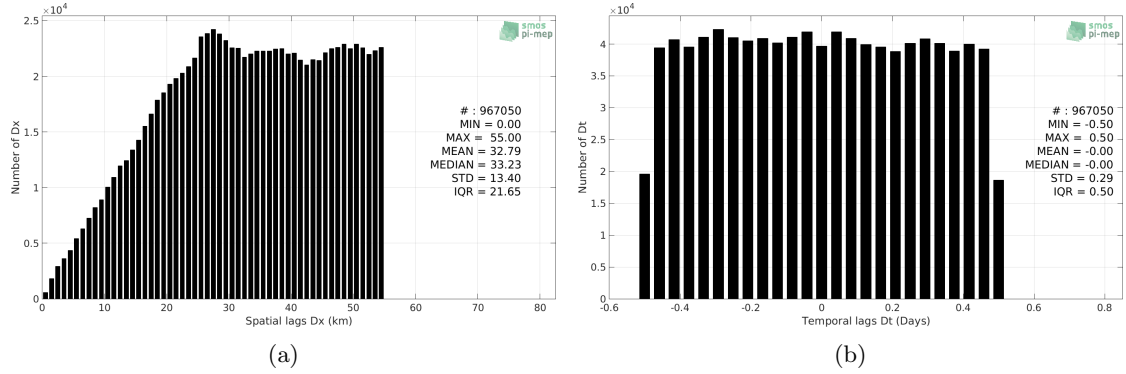 ×10⁴
2.5
2
1.5
1
0.5
0
Number of Dx
smos
pi-mep
# : 967050
MIN = 0.00
MAX = 55.00
MEAN = 32.79
MEDIAN = 33.23
STD = 13.40
IQR = 21.65
0 10 20 30 40 50 60 70 80
Spatial lags Dx (km)
(a)
×10⁴
4
3.5
3
2.5
2
1.5
1
0.5
0
Number of Dt
smos
pi-mep
# : 967050
MIN = -0.50
MAX = 0.50
MEAN = -0.00
MEDIAN = -0.00
STD = 0.29
IQR = 0.50
-0.6 -0.4 -0.2 0 0.2 0.4 0.6 0.8
Temporal lags Dt (Days)
(b)